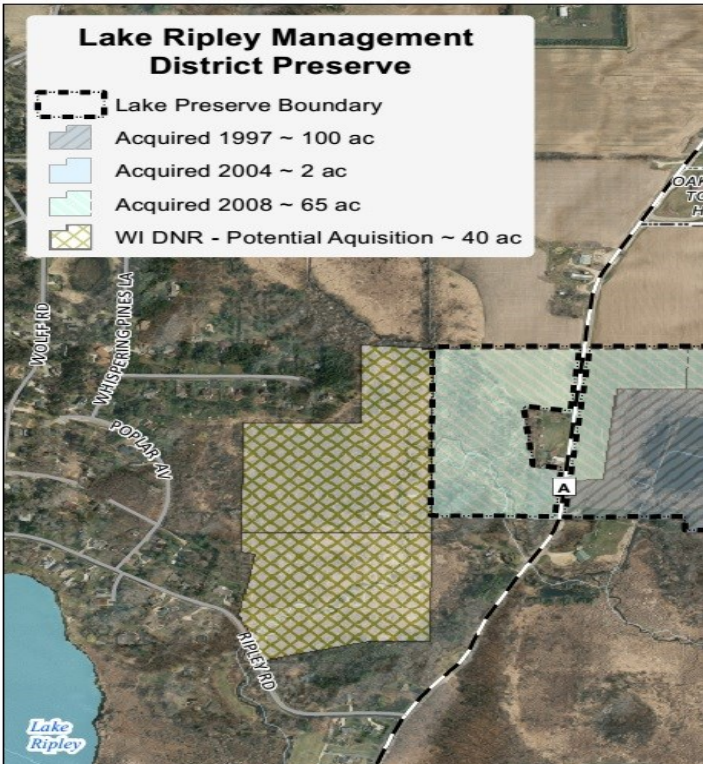 Lake Ripley Management
District Preserve
Lake Preserve Boundary
Acquired 1997 ~ 100 ac
Acquired 2004 ~ 2 ac
Acquired 2008 ~ 65 ac
WI DNR - Potential Aquisition ~ 40 ac
WOLFF RD
WHISPERING PINES LA
POPLAR AV
A
RIPLEY RD
Lake
Ripley